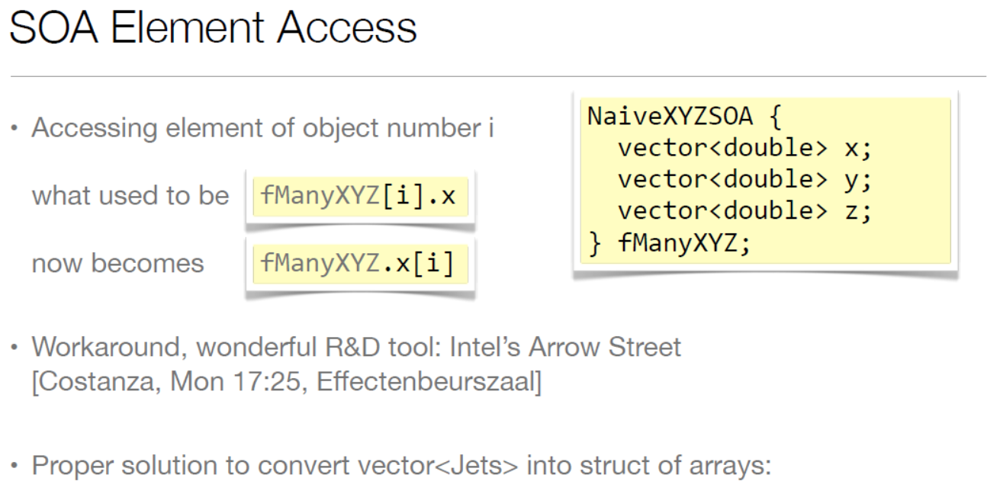 SOA Element Access
• Accessing element of object number i
what used to be fManyXYZ[i].x
now becomes fManyXYZ.x[i]
NaiveXYZSOA {
  vector<double> x;
  vector<double> y;
  vector<double> z;
} fManyXYZ;
• Workaround, wonderful R&D tool: Intel’s Arrow Street
[Costanza, Mon 17:25, Effectenbeurszaal]
• Proper solution to convert vector<Jets> into struct of arrays: